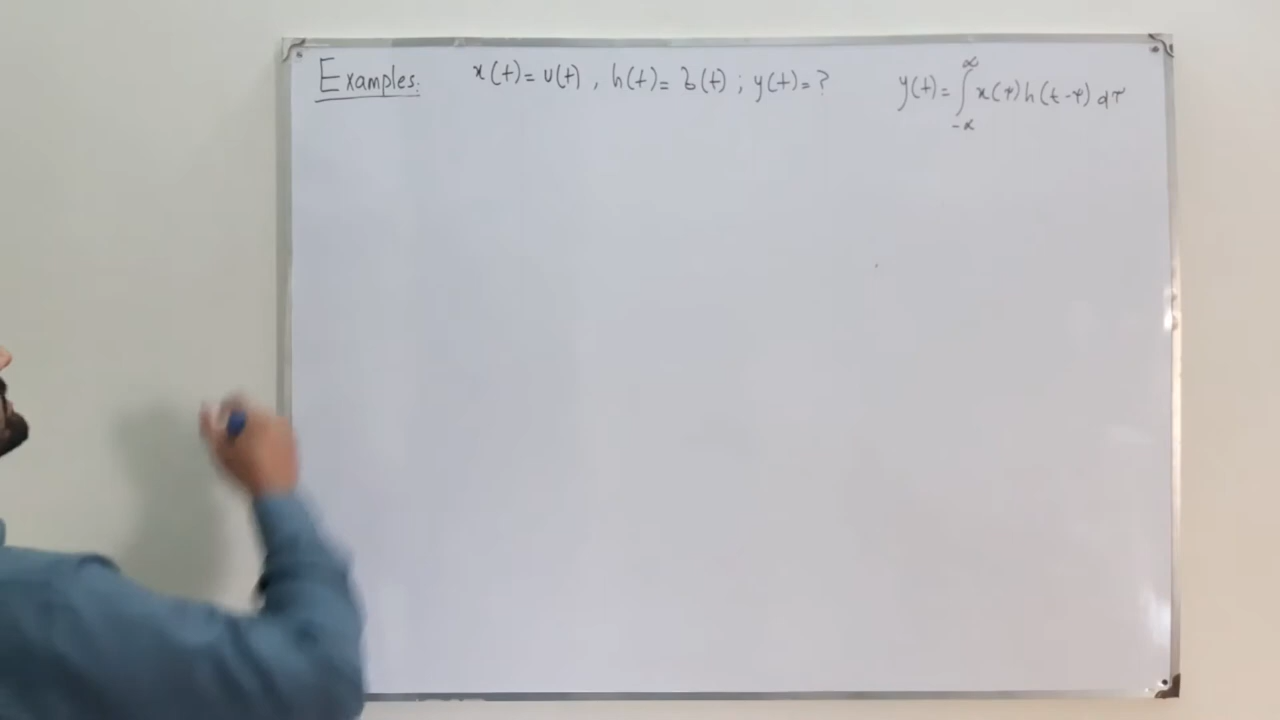 Examples: x(t)=u(t), h(t)=δ(t); y(t)=?
y(t)=∫_{-∞}^{∞} x(τ)h(t-τ)dτ